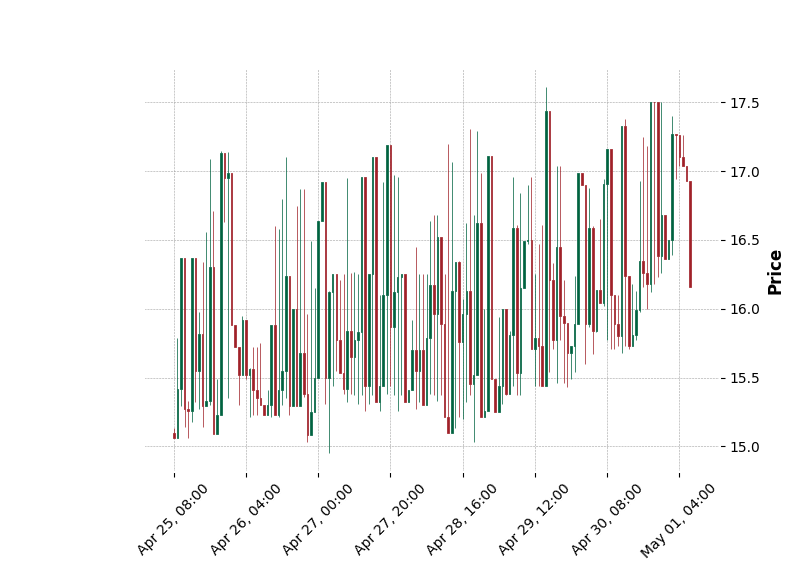 17.5
17.0
16.5
16.0
15.5
15.0
Price
Apr 25, 08:00
Apr 26, 04:00
Apr 27, 00:00
Apr 27, 20:00
Apr 28, 16:00
Apr 29, 12:00
Apr 30, 08:00
May 01, 04:00